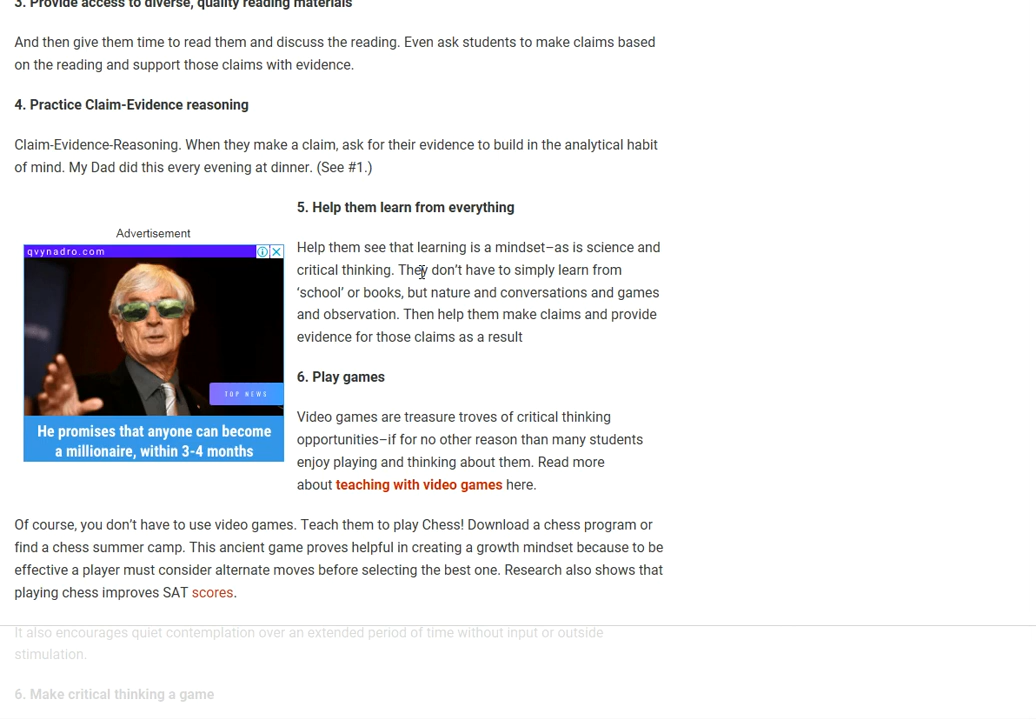 3. Provide access to diverse, quality reading materials
And then give them time to read them and discuss the reading. Even ask students to make claims based
on the reading and support those claims with evidence.
4. Practice Claim-Evidence reasoning
Claim-Evidence-Reasoning. When they make a claim, ask for their evidence to build in the analytical habit
of mind. My Dad did this every evening at dinner. (See #1.)
Advertisement
qvynadro.com
TOP NEWS
He promises that anyone can become
a millionaire, within 3-4 months
5. Help them learn from everything
Help them see that learning is a mindset–as is science and
critical thinking. They don’t have to simply learn from
‘school’ or books, but nature and conversations and games
and observation. Then help them make claims and provide
evidence for those claims as a result
6. Play games
Video games are treasure troves of critical thinking
opportunities–if for no other reason than many students
enjoy playing and thinking about them. Read more
about teaching with video games here.
Of course, you don’t have to use video games. Teach them to play Chess! Download a chess program or
find a chess summer camp. This ancient game proves helpful in creating a growth mindset because to be
effective a player must consider alternate moves before selecting the best one. Research also shows that
playing chess improves SAT scores.
It also encourages quiet contemplation over an extended period of time without input or outside
stimulation.
6. Make critical thinking a game